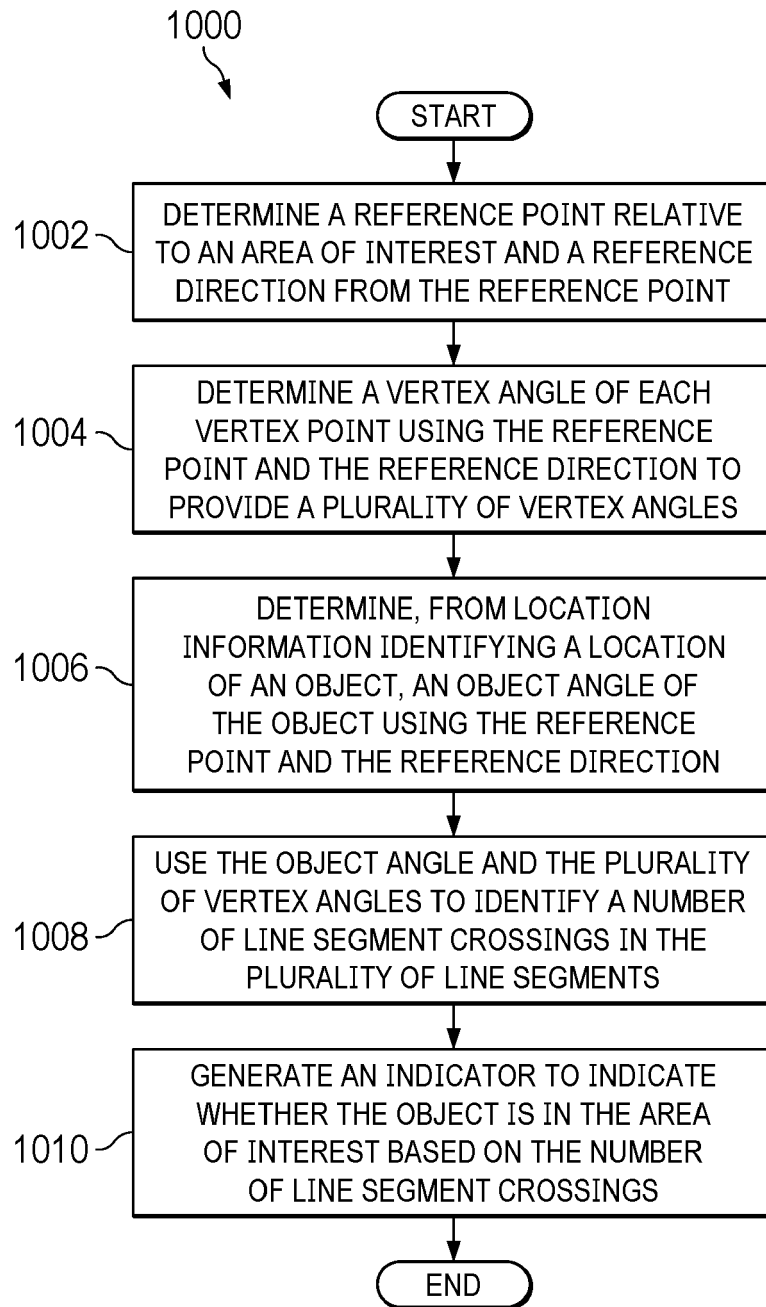 1000
START
1002
DETERMINE A REFERENCE POINT RELATIVE
TO AN AREA OF INTEREST AND A REFERENCE
DIRECTION FROM THE REFERENCE POINT
1004
DETERMINE A VERTEX ANGLE OF EACH
VERTEX POINT USING THE REFERENCE
POINT AND THE REFERENCE DIRECTION TO
PROVIDE A PLURALITY OF VERTEX ANGLES
1006
DETERMINE, FROM LOCATION
INFORMATION IDENTIFYING A LOCATION
OF AN OBJECT, AN OBJECT ANGLE OF
THE OBJECT USING THE REFERENCE
POINT AND THE REFERENCE DIRECTION
1008
USE THE OBJECT ANGLE AND THE PLURALITY
OF VERTEX ANGLES TO IDENTIFY A NUMBER
OF LINE SEGMENT CROSSINGS IN THE
PLURALITY OF LINE SEGMENTS
1010
GENERATE AN INDICATOR TO INDICATE
WHETHER THE OBJECT IS IN THE AREA
OF INTEREST BASED ON THE NUMBER
OF LINE SEGMENT CROSSINGS
END